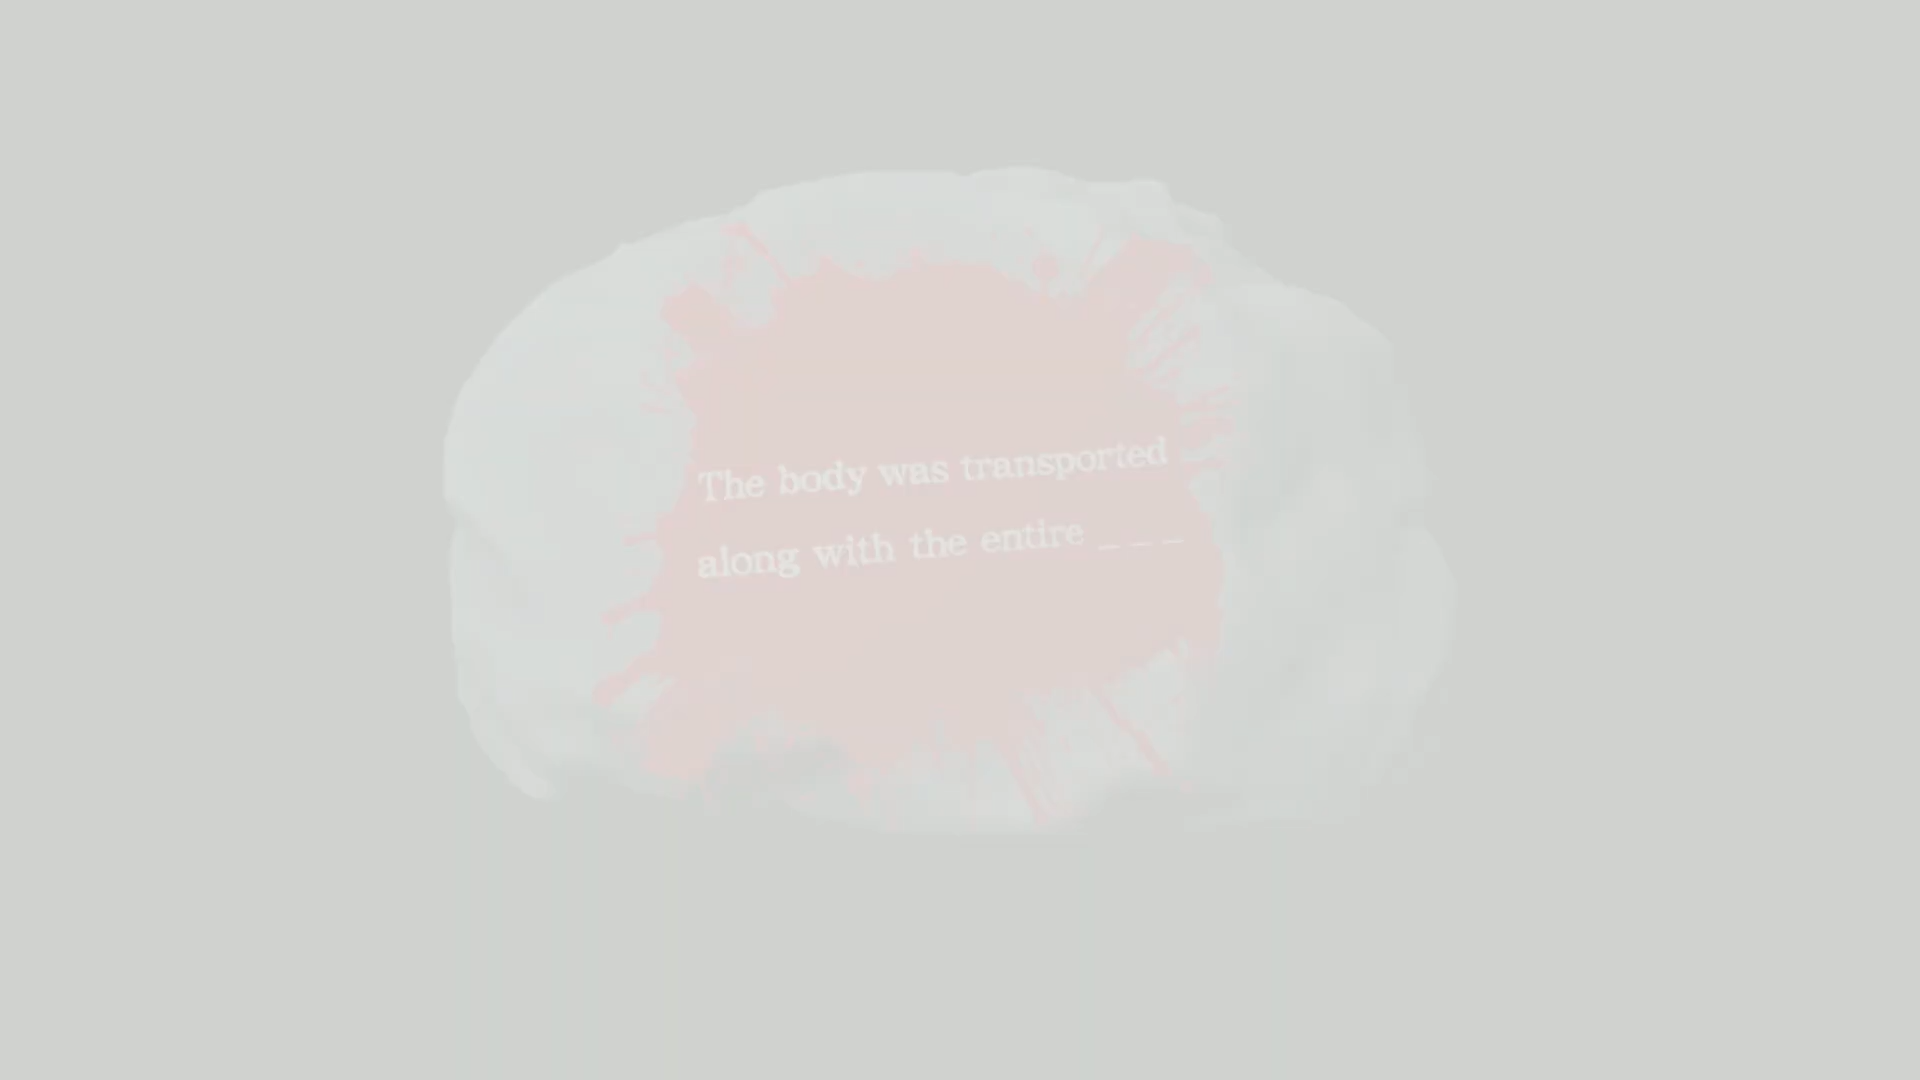 The body was transported
along with the entire _ _ _